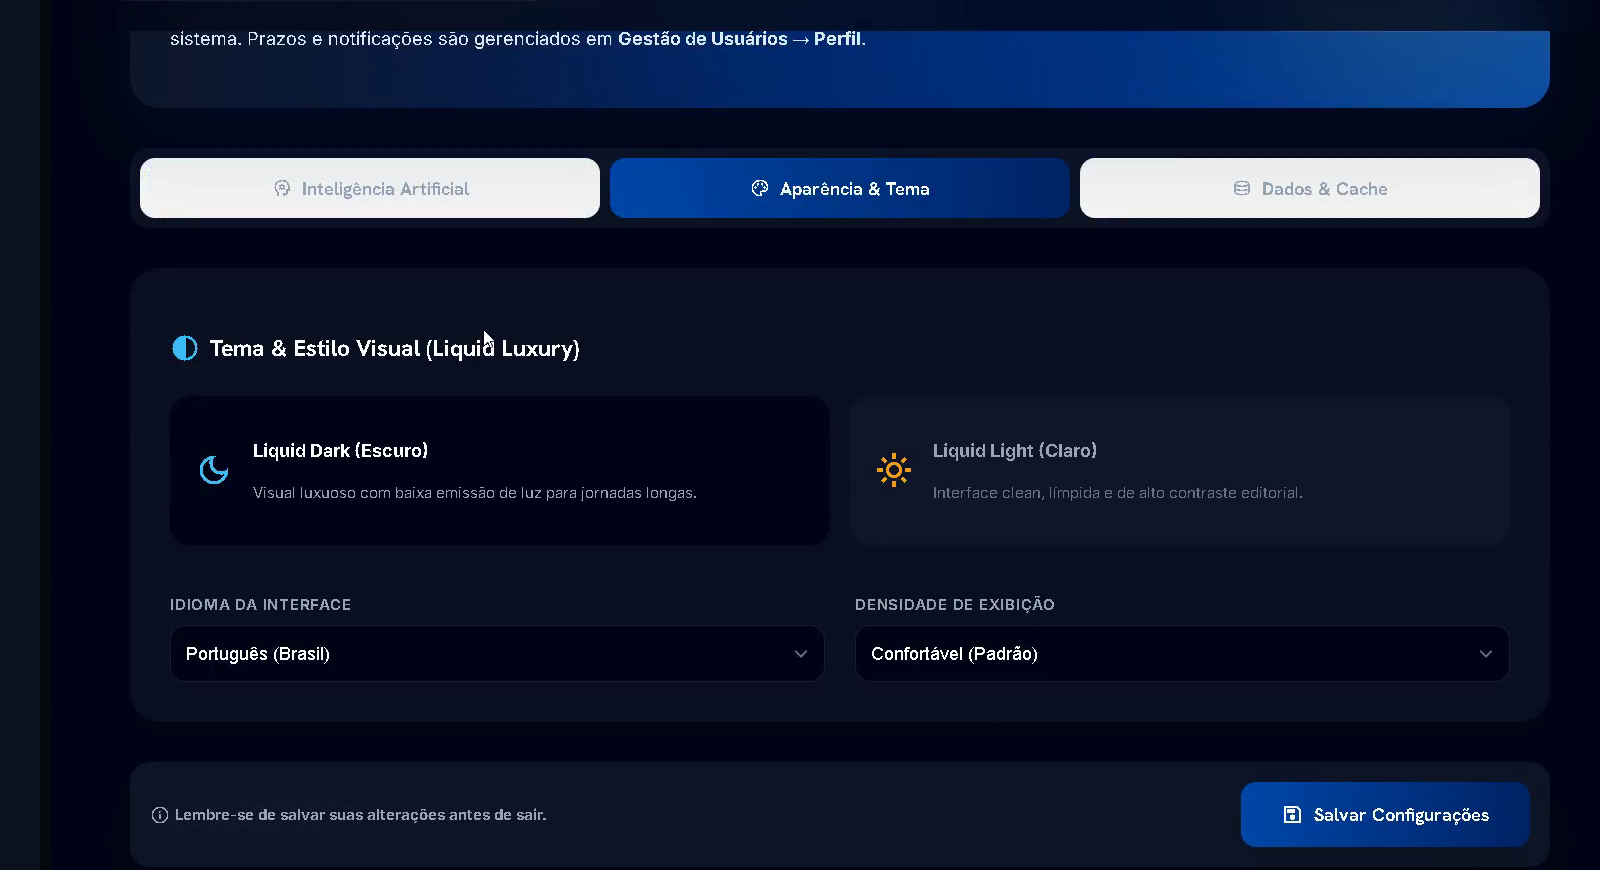 sistema. Prazos e notificações são gerenciados em Gestão de Usuários → Perfil.
Inteligência Artificial
Aparência & Tema
Dados & Cache
Tema & Estilo Visual (Liquid Luxury)
Liquid Dark (Escuro)
Visual luxuoso com baixa emissão de luz para jornadas longas.
Liquid Light (Claro)
Interface clean, límpida e de alto contraste editorial.
IDIOMA DA INTERFACE
Português (Brasil)
DENSIDADE DE EXIBIÇÃO
Confortável (Padrão)
Lembre-se de salvar suas alterações antes de sair.
Salvar Configurações